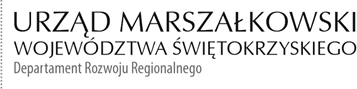 URZĄD MARSZAŁKOWSKI
WOJEWÓDZTWA ŚWIĘTOKRZYSKIEGO
Departament Rozwoju Regionalnego